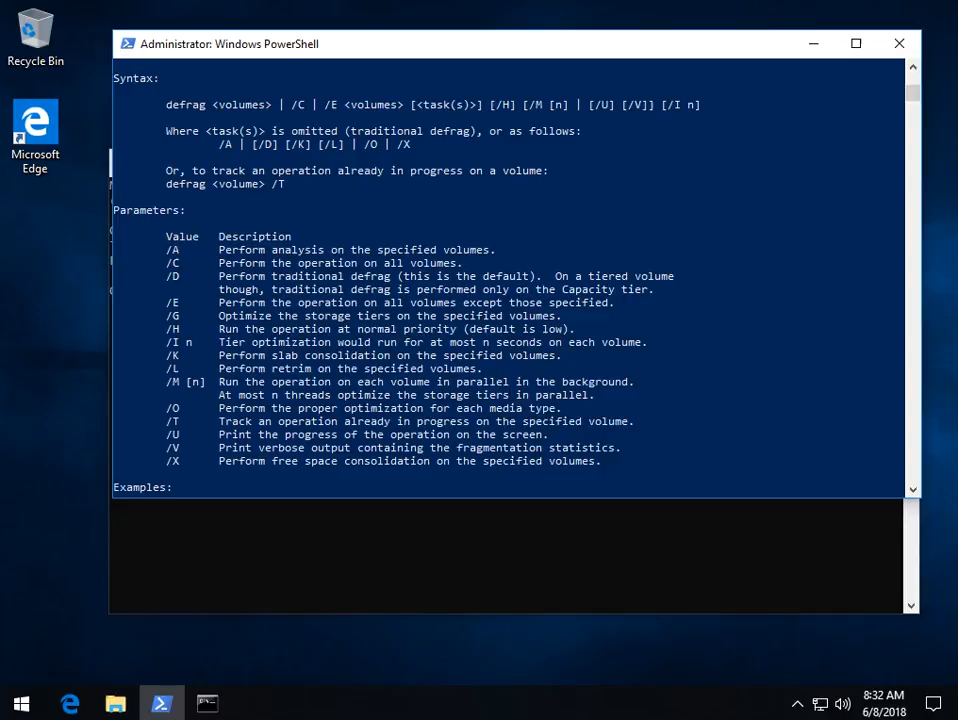 Recycle Bin
Microsoft
Edge
Administrator: Windows PowerShell
Syntax:
defrag <volumes> | /C | /E <volumes> [<task(s)>] [/H] [/M [n] | [/U] [/V]] [/I n]
Where <task(s)> is omitted (traditional defrag), or as follows:
/A | [/D] [/K] [/L] | /O | /X
Or, to track an operation already in progress on a volume:
defrag <volume> /T
Parameters:
Value Description
/A Perform analysis on the specified volumes.
/C Perform the operation on all volumes.
/D Perform traditional defrag (this is the default). On a tiered volume
though, traditional defrag is performed only on the Capacity tier.
/E Perform the operation on all volumes except those specified.
/G Optimize the storage tiers on the specified volumes.
/H Run the operation at normal priority (default is low).
/I n Tier optimization would run for at most n seconds on each volume.
/K Perform slab consolidation on the specified volumes.
/L Perform retrim on the specified volumes.
/M [n] Run the operation on each volume in parallel in the background.
At most n threads optimize the storage tiers in parallel.
/O Perform the proper optimization for each media type.
/T Track an operation already in progress on the specified volume.
/U Print the progress of the operation on the screen.
/V Print verbose output containing the fragmentation statistics.
/X Perform free space consolidation on the specified volumes.
Examples:
8:32 AM
6/8/2018